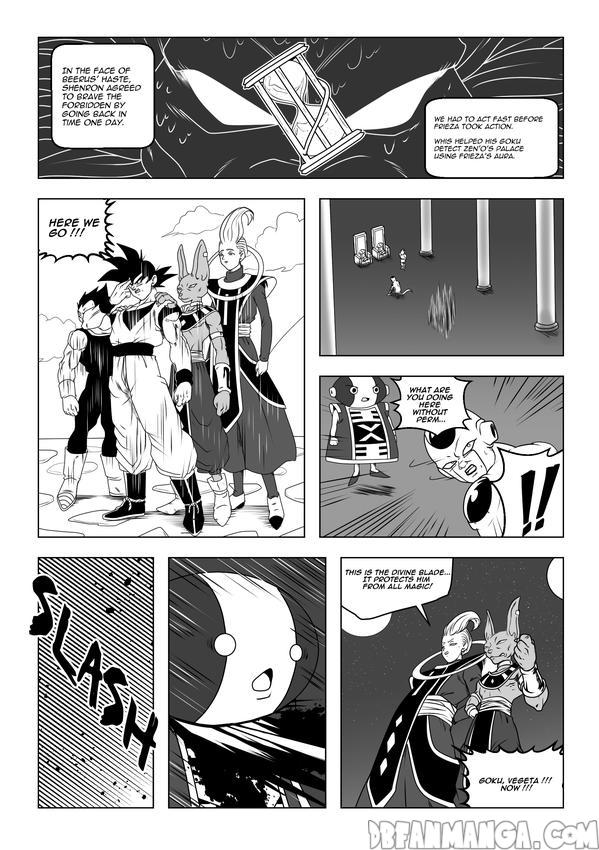 IN THE FACE OF
BEERUS' HASTE,
SHENRON AGREED
TO BRAVE THE
FORBIDDEN BY
GOING BACK IN
TIME ONE DAY.
WE HAD TO ACT FAST BEFORE
FRIEZA TOOK ACTION.
WHIS HELPED HIS GOKU
DETECT ZEN'O'S PALACE
USING FRIEZA'S AURA.
HERE WE
GO !!!
WHAT ARE
YOU DOING
HERE
WITHOUT
PERM...
!!
SLASH
THIS IS THE DIVINE BLADE...
IT PROTECTS HIM
FROM ALL MAGIC!
GOKU, VEGETA !!!
NOW !!!
DBFANMANGA.COM